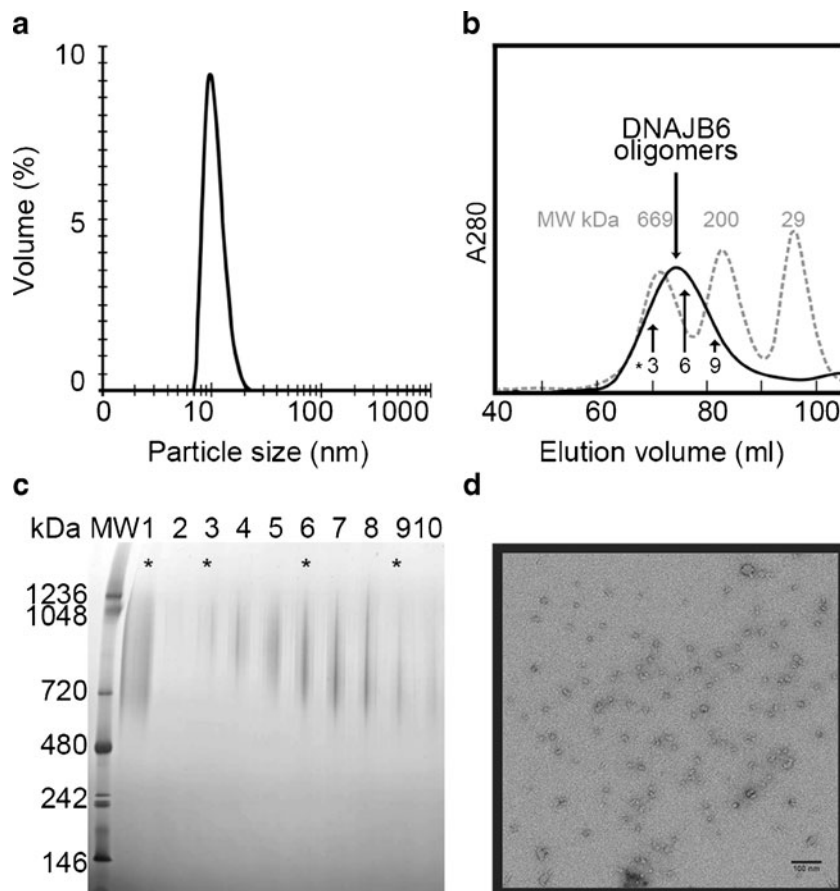 a
10
5
0
Volume (%)
0 10 100 1000
Particle size (nm)
b
DNAJB6
oligomers
MW kDa 669 200 29
A280
* 3 6 9
40 60 80 100
Elution volume (ml)
c
kDa MW 1 2 3 4 5 6 7 8 9 10
* * * *
1236
1048
720
480
242
146
d
100 nm